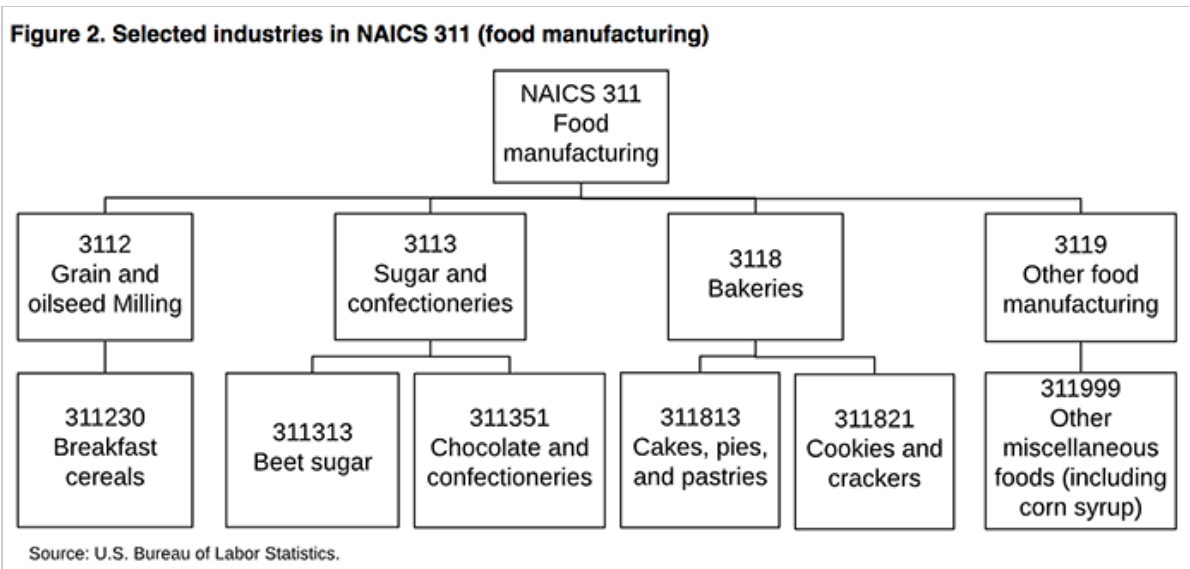 Figure 2. Selected industries in NAICS 311 (food manufacturing)
NAICS 311
Food
manufacturing
3112
Grain and
oilseed Milling
3113
Sugar and
confectioneries
3118
Bakeries
3119
Other food
manufacturing
311230
Breakfast
cereals
311313
Beet sugar
311351
Chocolate and
confectioneries
311813
Cakes, pies,
and pastries
311821
Cookies and
crackers
311999
Other
miscellaneous
foods (including
corn syrup)
Source: U.S. Bureau of Labor Statistics.